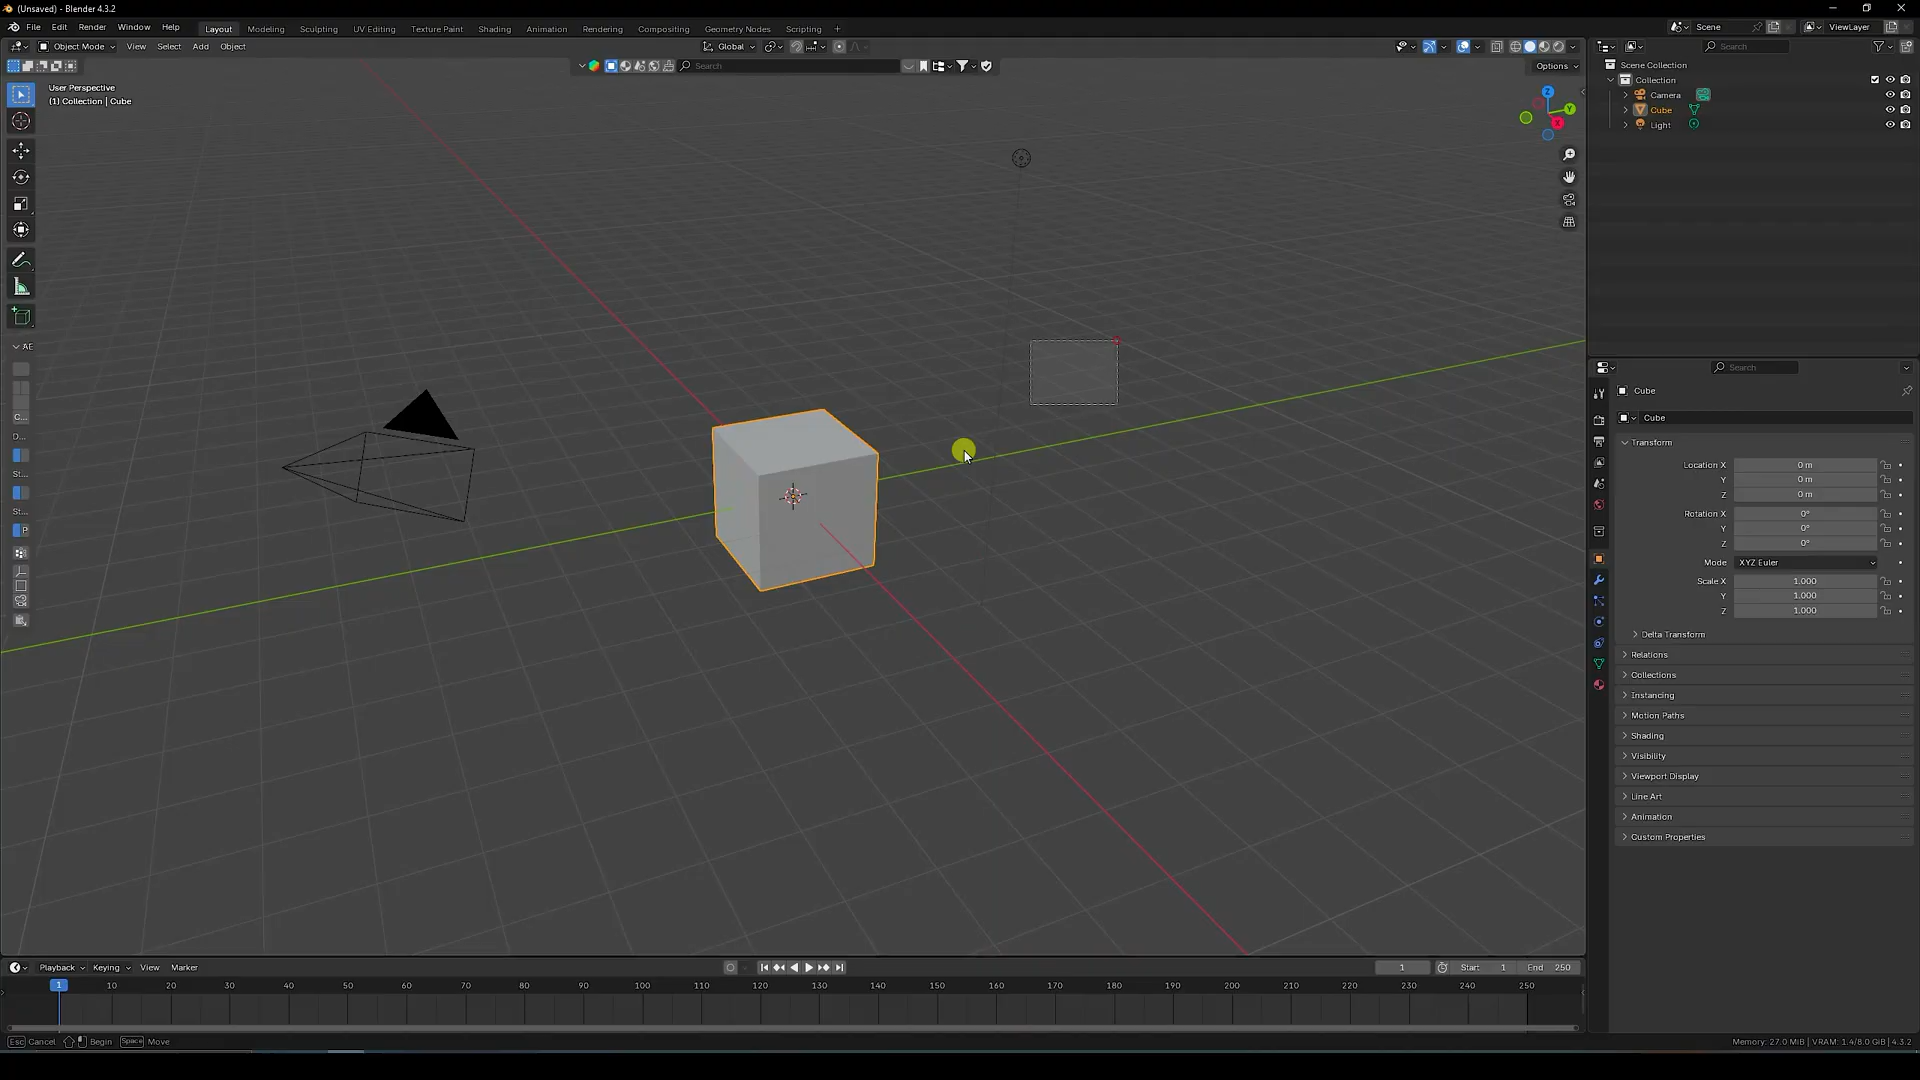 (Unsaved) - Blender 4.3.2
File Edit Render Window Help Layout Modeling Sculpting UV Editing Texture Paint Shading Animation Rendering Compositing Geometry Nodes Scripting + Scene ViewLayer
Object Mode View Select Add Object Global Search
Search Options
User Perspective
(1) Collection | Cube
Z
Y
X
AE
C...
D...
St...
St...
P
Scene Collection
Collection
Camera
Cube
Light
Search
Cube
Cube
Transform
Location X 0 m
Y 0 m
Z 0 m
Rotation X 0°
Y 0°
Z 0°
Mode XYZ Euler
Scale X 1.000
Y 1.000
Z 1.000
Delta Transform
Relations
Collections
Instancing
Motion Paths
Shading
Visibility
Viewport Display
Line Art
Animation
Custom Properties
Playback Keying View Marker 1 Start 1 End 250
1 10 20 30 40 50 60 70 80 90 100 110 120 130 140 150 160 170 180 190 200 210 220 230 240 250
Esc Cancel Begin Space Move Memory: 27.0 MiB | VRAM: 1.4/8.0 GiB | 4.3.2